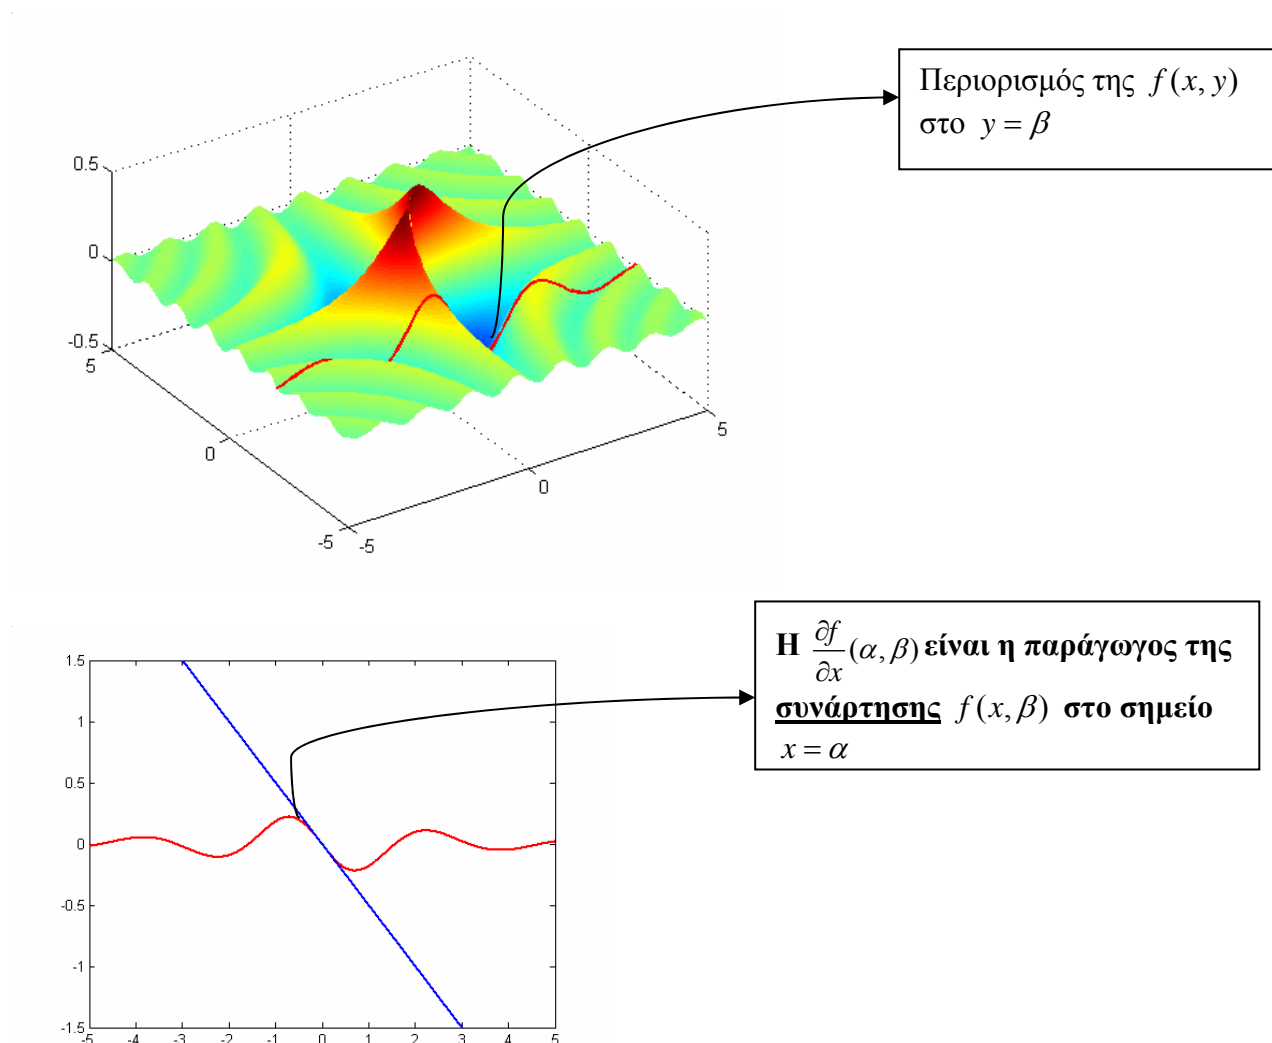 Περιορισμός της f(x, y)
στο y = β
0.5
0
-0.5
5
0
-5
-5
0
5
Η ∂f/∂x (α, β) είναι η παράγωγος της
συνάρτησης f(x, β) στο σημείο
x = α
1.5
1
0.5
0
-0.5
-1
-1.5
-5 -4 -3 -2 -1 0 1 2 3 4 5